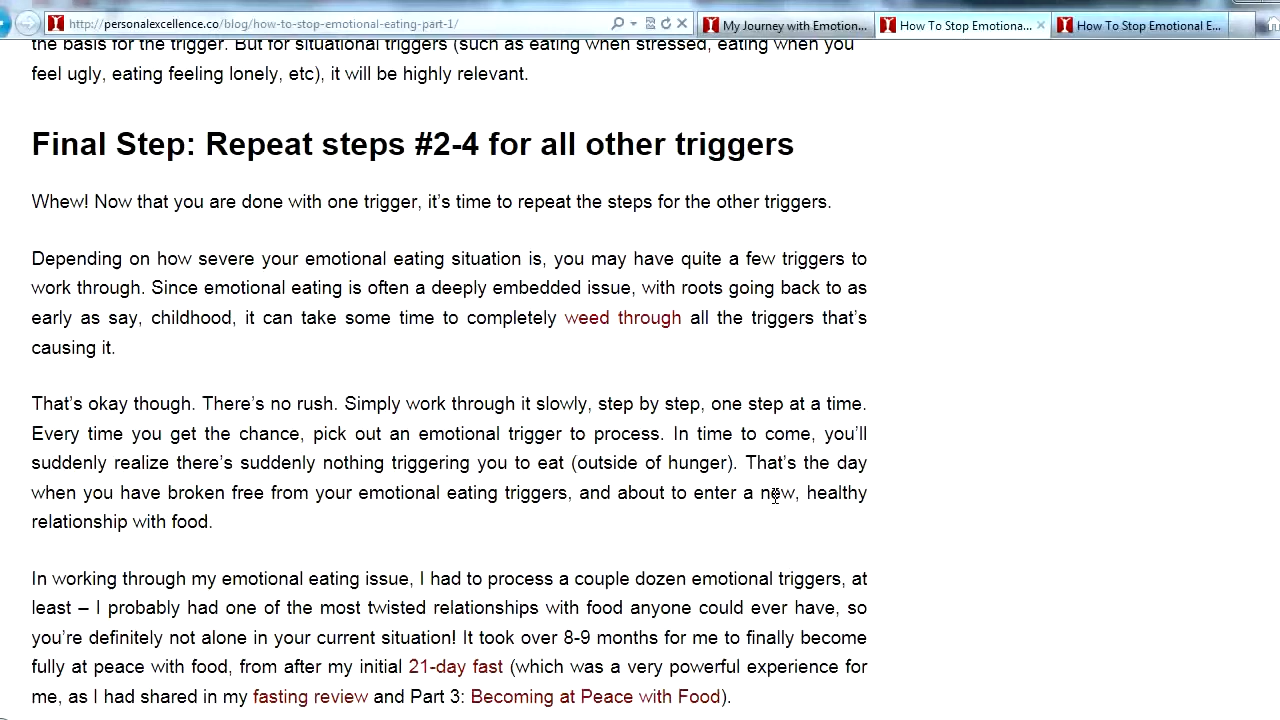 http://personalexcellence.co/blog/how-to-stop-emotional-eating-part-1/
My Journey with Emotion...
How To Stop Emotiona...
How To Stop Emotional E...
the basis for the trigger. But for situational triggers (such as eating when stressed, eating when you
feel ugly, eating feeling lonely, etc), it will be highly relevant.
Final Step: Repeat steps #2-4 for all other triggers
Whew! Now that you are done with one trigger, it's time to repeat the steps for the other triggers.
Depending on how severe your emotional eating situation is, you may have quite a few triggers to
work through. Since emotional eating is often a deeply embedded issue, with roots going back to as
early as say, childhood, it can take some time to completely weed through all the triggers that's
causing it.
That's okay though. There's no rush. Simply work through it slowly, step by step, one step at a time.
Every time you get the chance, pick out an emotional trigger to process. In time to come, you'll
suddenly realize there's suddenly nothing triggering you to eat (outside of hunger). That's the day
when you have broken free from your emotional eating triggers, and about to enter a new, healthy
relationship with food.
In working through my emotional eating issue, I had to process a couple dozen emotional triggers, at
least – I probably had one of the most twisted relationships with food anyone could ever have, so
you're definitely not alone in your current situation! It took over 8-9 months for me to finally become
fully at peace with food, from after my initial 21-day fast (which was a very powerful experience for
me, as I had shared in my fasting review and Part 3: Becoming at Peace with Food).